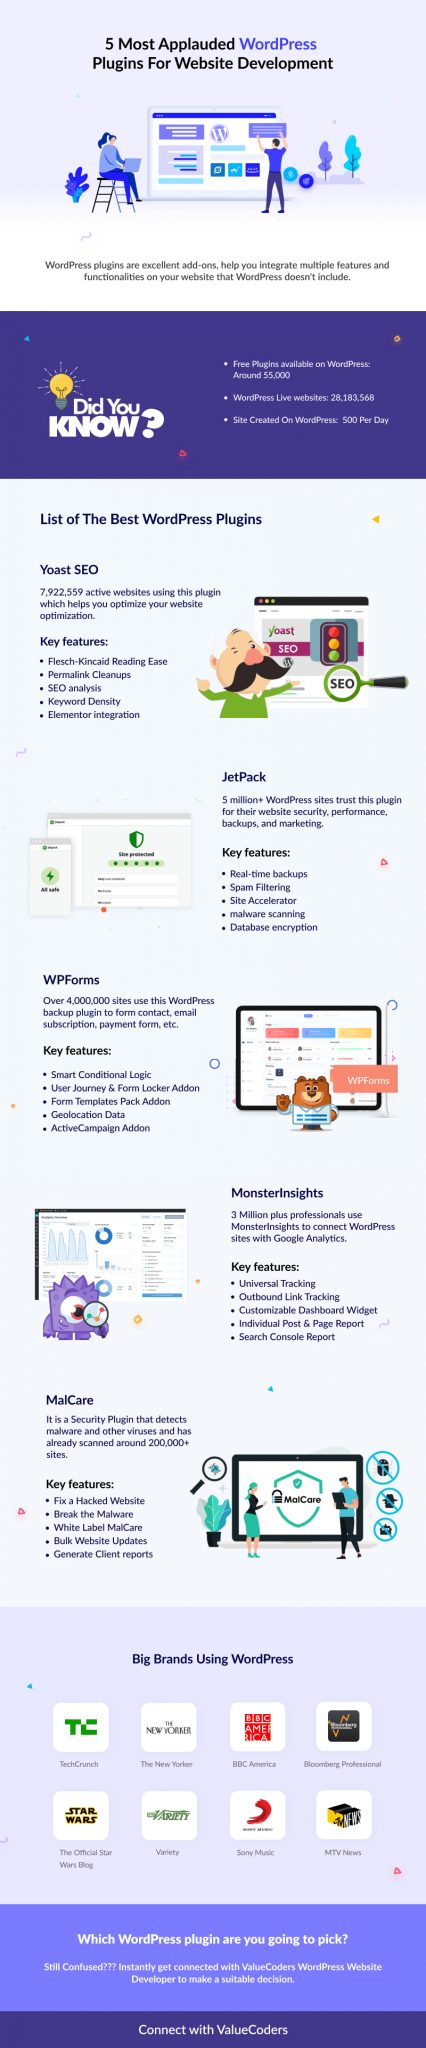 5 Most Applauded WordPress
Plugins For Website Development
WordPress plugins are excellent add-ons, help you integrate multiple features and
functionalities on your website that WordPress doesn't include.
Did You
KNOW?
• Free Plugins available on WordPress:
Around 55,000
• WordPress Live websites: 28,183,568
• Site Created On WordPress: 500 Per Day
List of The Best WordPress Plugins
Yoast SEO
7,922,559 active websites using this plugin
which helps you optimize your website
optimization.
Key features:
• Flesch-Kincaid Reading Ease
• Permalink Cleanups
• SEO analysis
• Keyword Density
• Elementor integration
yoast
SEO
SEO
JetPack
5 million+ WordPress sites trust this plugin
for their website security, performance,
backups, and marketing.
Key features:
• Real-time backups
• Spam Filtering
• Site Accelerator
• malware scanning
• Database encryption
Site protected
All safe
WPForms
Over 4,000,000 sites use this WordPress
backup plugin to form contact, email
subscription, payment form, etc.
Key features:
• Smart Conditional Logic
• User Journey & Form Locker Addon
• Form Templates Pack Addon
• Geolocation Data
• ActiveCampaign Addon
WPForms
MonsterInsights
3 Million plus professionals use
MonsterInsights to connect WordPress
sites with Google Analytics.
Key features:
• Universal Tracking
• Outbound Link Tracking
• Customizable Dashboard Widget
• Individual Post & Page Report
• Search Console Report
MalCare
It is a Security Plugin that detects
malware and other viruses and has
already scanned around 200,000+
sites.
Key features:
• Fix a Hacked Website
• Break the Malware
• White Label MalCare
• Bulk Website Updates
• Generate Client reports
MalCare
Big Brands Using WordPress
TC
THE
NEW YORKER
BBC
AMERICA
Bloomberg
TechCrunch
The New Yorker
BBC America
Bloomberg Professional
STAR
WARS
VARIETY
SONY MUSIC
NEWS
The Official Star
Wars Blog
Variety
Sony Music
MTV News
Which WordPress plugin are you going to pick?
Still Confused??? Instantly get connected with ValueCoders WordPress Website
Developer to make a suitable decision.
Connect with ValueCoders